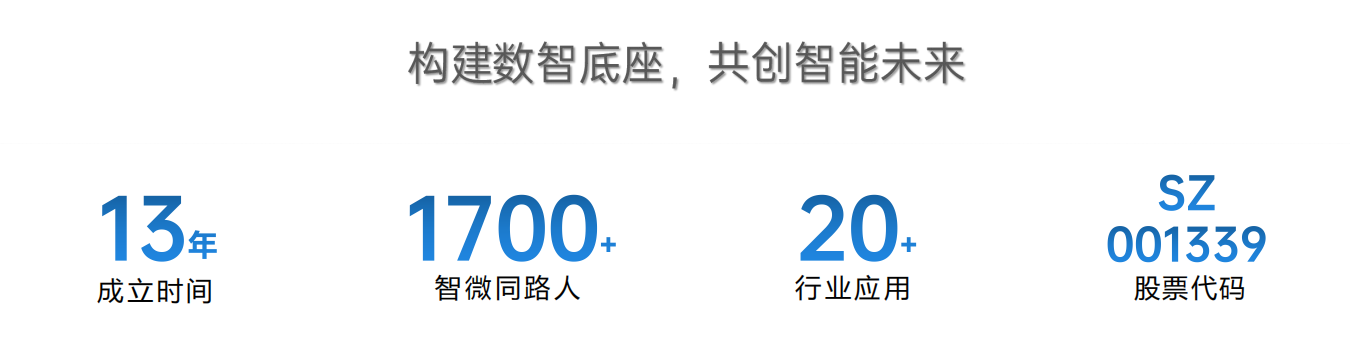 构建数智底座，共创智能未来
13年
成立时间
1700+
智微同路人
20+
行业应用
SZ
001339
股票代码